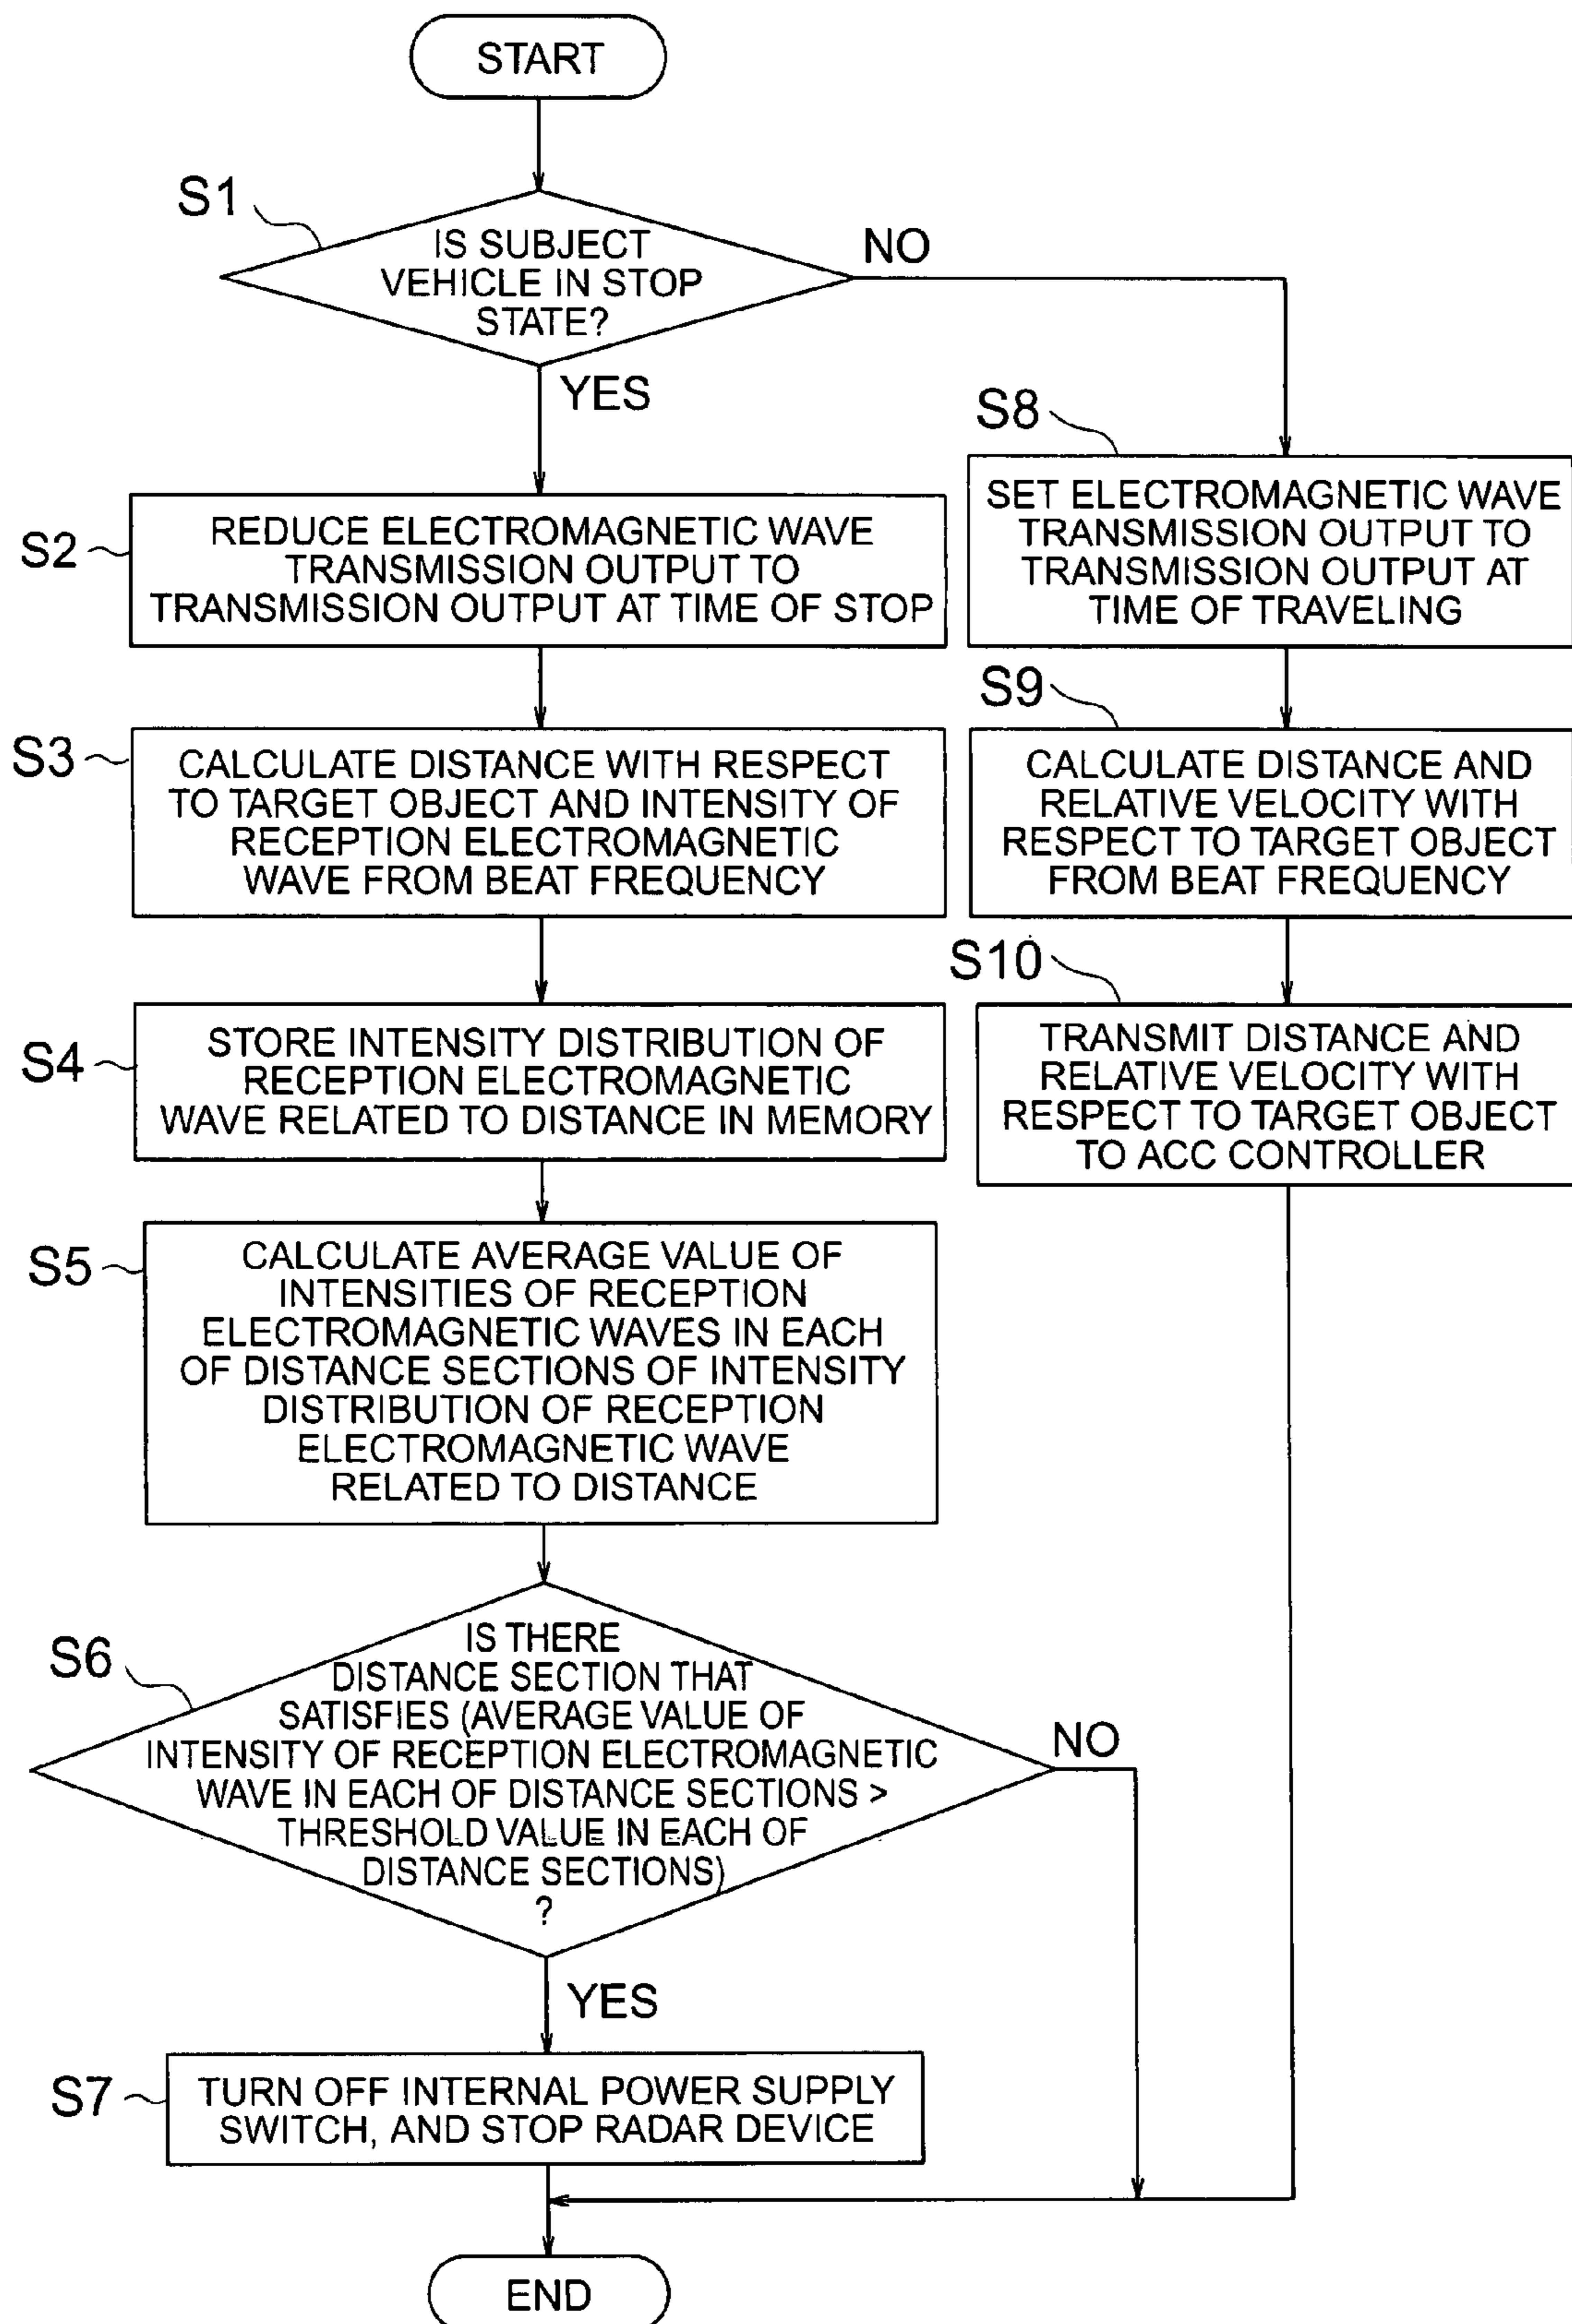 START
S1
IS SUBJECT
VEHICLE IN STOP
STATE?
NO
YES
S2
REDUCE ELECTROMAGNETIC WAVE
TRANSMISSION OUTPUT TO
TRANSMISSION OUTPUT AT TIME OF STOP
S3
CALCULATE DISTANCE WITH RESPECT
TO TARGET OBJECT AND INTENSITY OF
RECEPTION ELECTROMAGNETIC
WAVE FROM BEAT FREQUENCY
S4
STORE INTENSITY DISTRIBUTION OF
RECEPTION ELECTROMAGNETIC
WAVE RELATED TO DISTANCE IN MEMORY
S5
CALCULATE AVERAGE VALUE OF
INTENSITIES OF RECEPTION
ELECTROMAGNETIC WAVES IN EACH
OF DISTANCE SECTIONS OF INTENSITY
DISTRIBUTION OF RECEPTION
ELECTROMAGNETIC WAVE
RELATED TO DISTANCE
S6
IS THERE
DISTANCE SECTION THAT
SATISFIES (AVERAGE VALUE OF
INTENSITY OF RECEPTION ELECTROMAGNETIC
WAVE IN EACH OF DISTANCE SECTIONS >
THRESHOLD VALUE IN EACH OF
DISTANCE SECTIONS)
?
NO
YES
S7
TURN OFF INTERNAL POWER SUPPLY
SWITCH, AND STOP RADAR DEVICE
S8
SET ELECTROMAGNETIC WAVE
TRANSMISSION OUTPUT TO
TRANSMISSION OUTPUT AT
TIME OF TRAVELING
S9
CALCULATE DISTANCE AND
RELATIVE VELOCITY WITH
RESPECT TO TARGET OBJECT
FROM BEAT FREQUENCY
S10
TRANSMIT DISTANCE AND
RELATIVE VELOCITY WITH
RESPECT TO TARGET OBJECT
TO ACC CONTROLLER
END